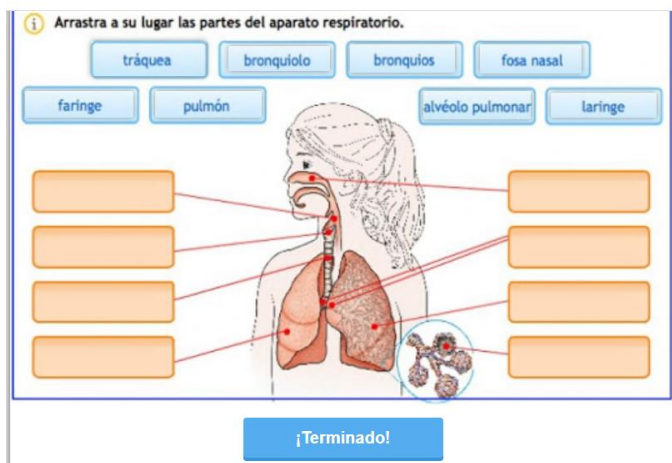 i Arrastra a su lugar las partes del aparato respiratorio.
tráquea bronquiolo bronquios fosa nasal
faringe pulmón alvéolo pulmonar laringe
¡Terminado!